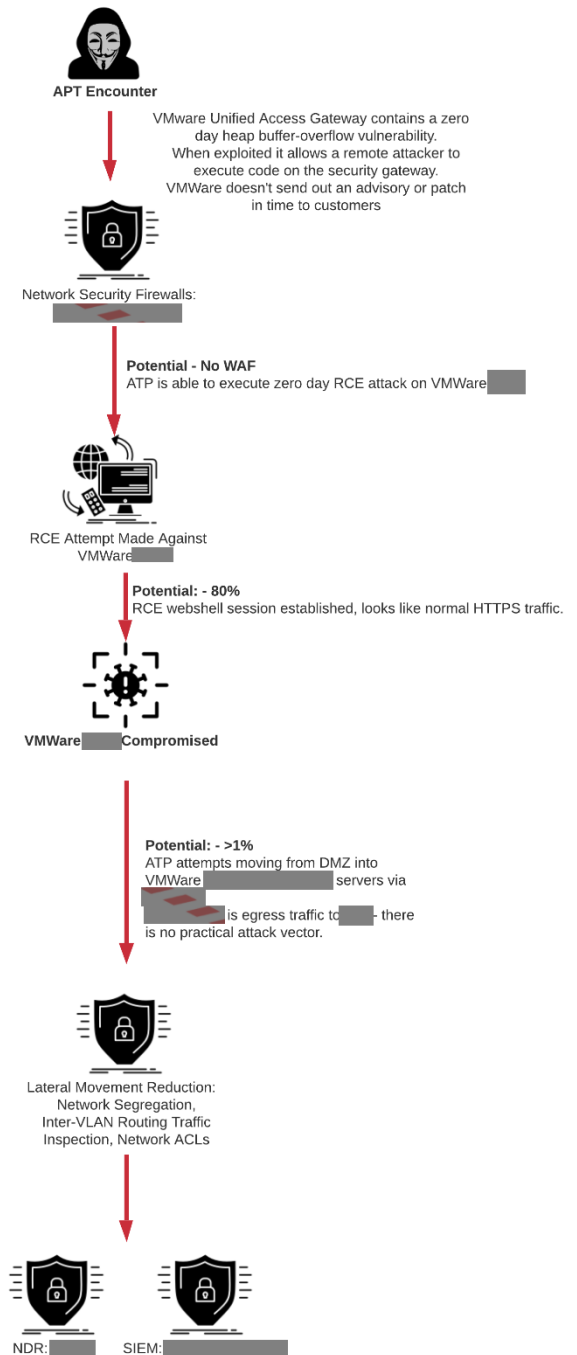 APT Encounter
VMware Unified Access Gateway contains a zero
day heap buffer-overflow vulnerability.
When exploited it allows a remote attacker to
execute code on the security gateway.
VMWare doesn't send out an advisory or patch
in time to customers
Network Security Firewalls:
Potential - No WAF
ATP is able to execute zero day RCE attack on VMWare
RCE Attempt Made Against
VMWare
Potential: - 80%
RCE webshell session established, looks like normal HTTPS traffic.
VMWare Compromised
Potential: - >1%
ATP attempts moving from DMZ into
VMWare servers via
is egress traffic to - there
is no practical attack vector.
Lateral Movement Reduction:
Network Segregation,
Inter-VLAN Routing Traffic
Inspection, Network ACLs
NDR:
SIEM: